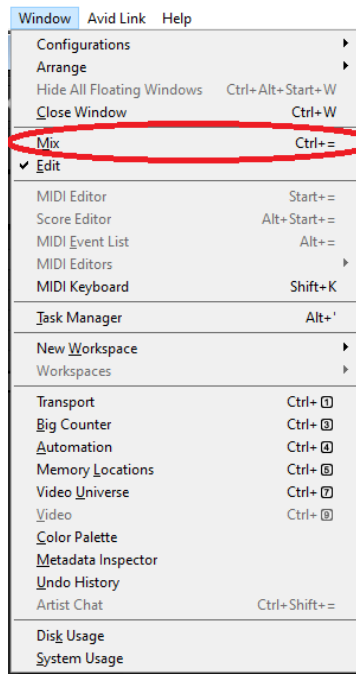 Window Avid Link Help
Configurations
Arrange
Hide All Floating Windows Ctrl+Alt+Start+W
Close Window Ctrl+W
Mix Ctrl+=
Edit
MIDI Editor Start+=
Score Editor Alt+Start+=
MIDI Event List Alt+=
MIDI Editors
MIDI Keyboard Shift+K
Task Manager Alt+'
New Workspace
Workspaces
Transport Ctrl+1
Big Counter Ctrl+3
Automation Ctrl+4
Memory Locations Ctrl+5
Video Universe Ctrl+7
Video Ctrl+9
Color Palette
Metadata Inspector
Undo History
Artist Chat Ctrl+Shift+=
Disk Usage
System Usage